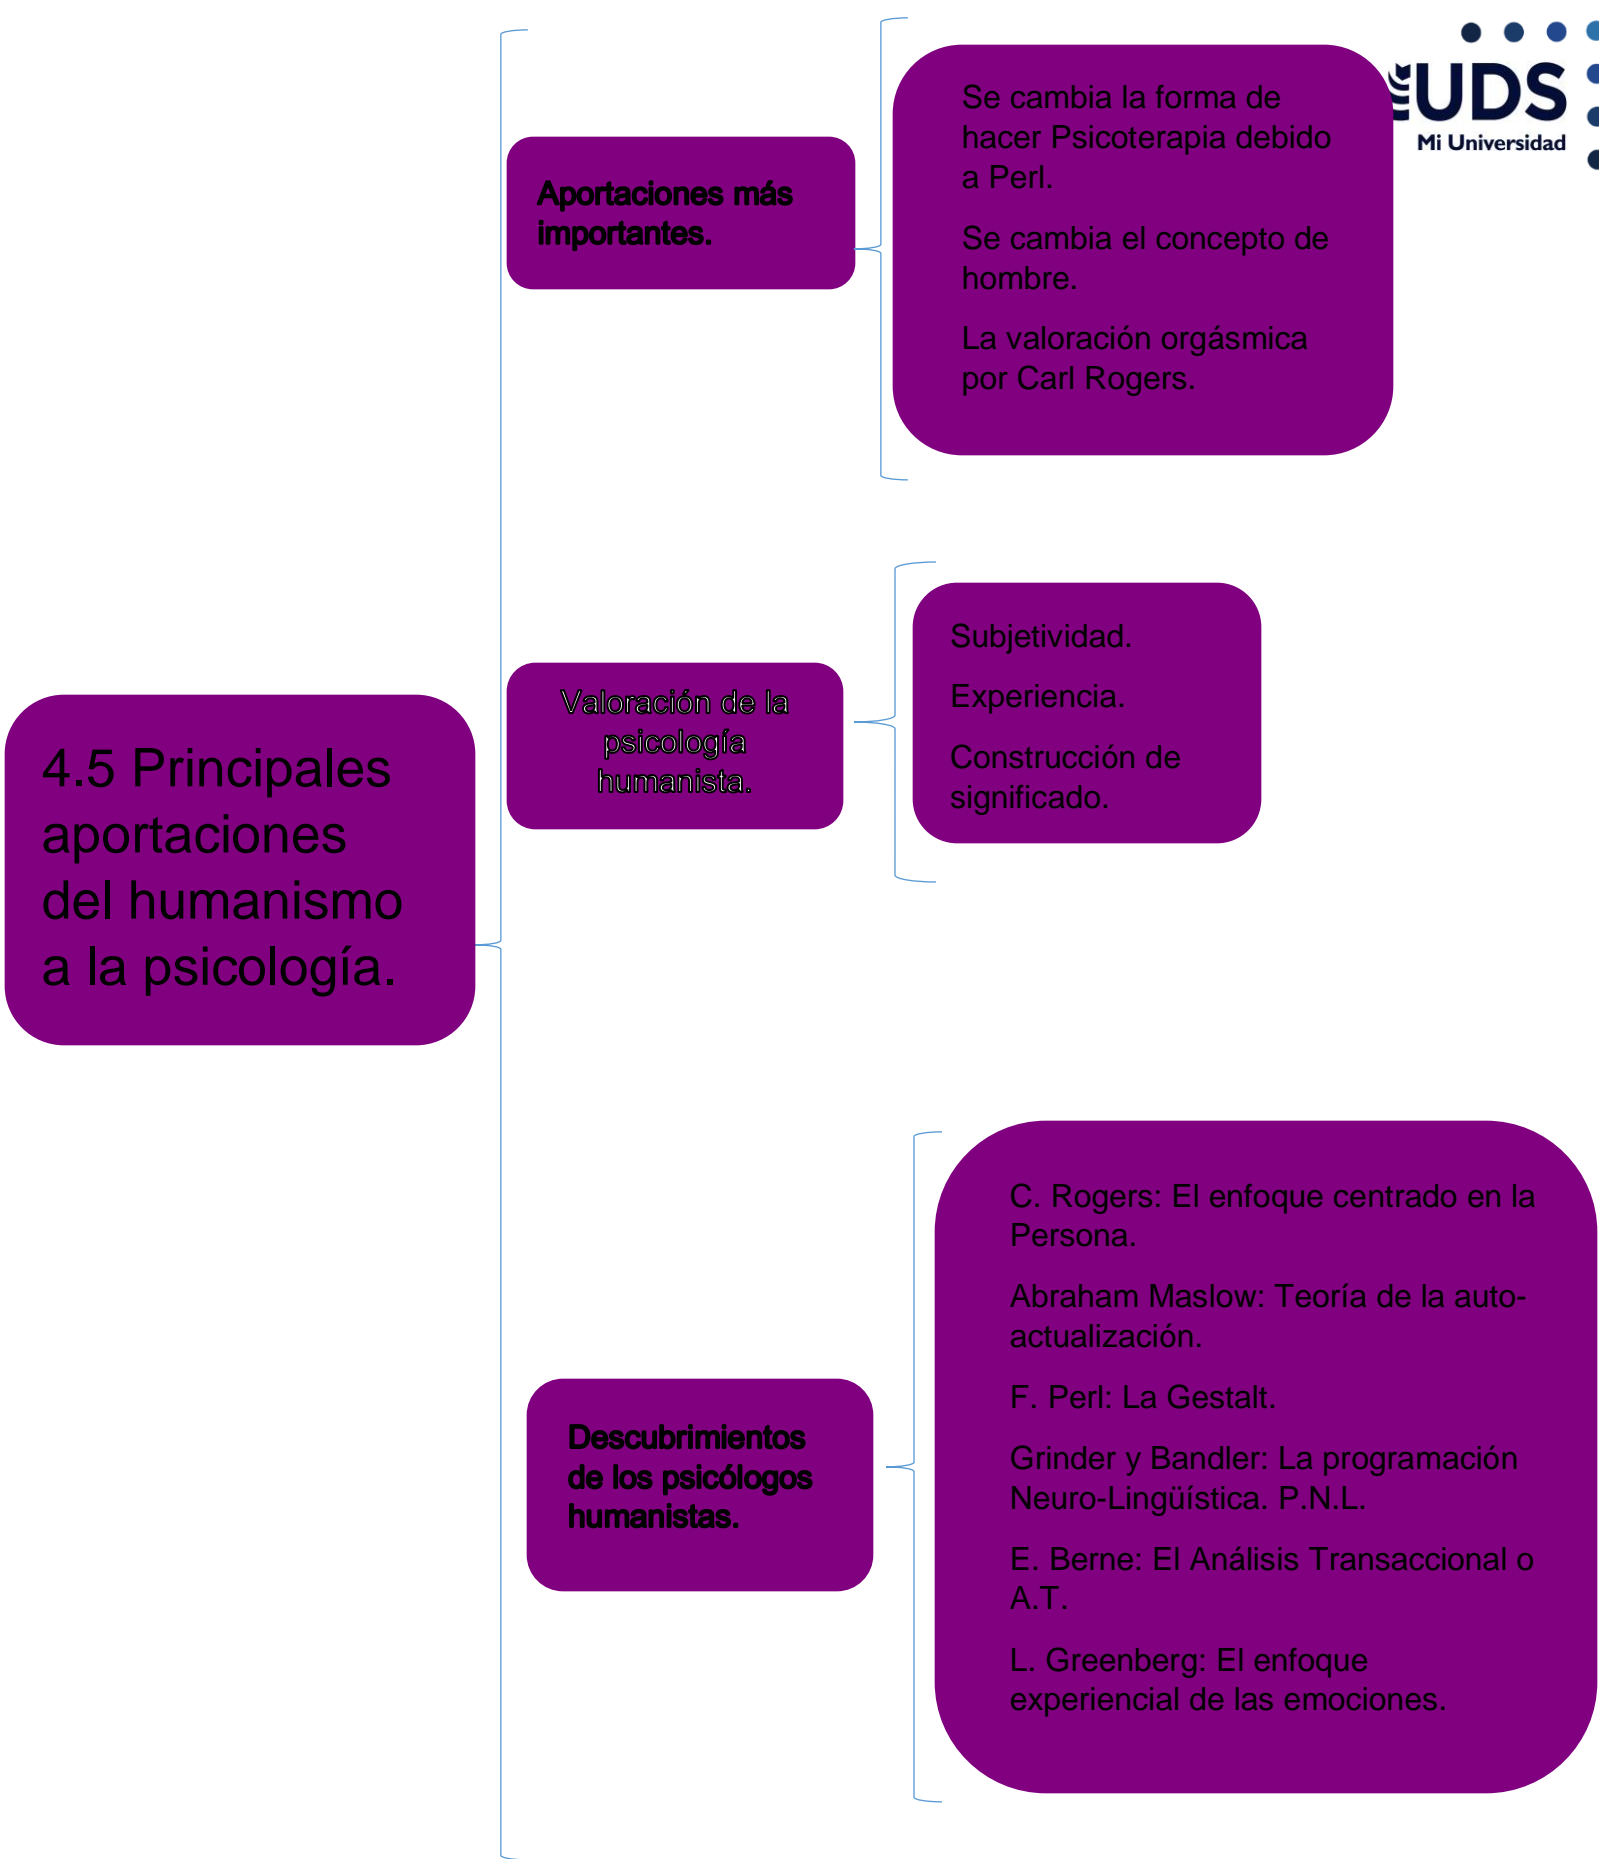 UDS
Mi Universidad
Se cambia la forma de
hacer Psicoterapia debido
a Perl.
Se cambia el concepto de
hombre.
La valoración orgásmica
por Carl Rogers.
Aportaciones más
importantes.
Subjetividad.
Experiencia.
Construcción de
significado.
Valoración de la
psicología
humanista.
4.5 Principales
aportaciones
del humanismo
a la psicología.
C. Rogers: El enfoque centrado en la
Persona.
Abraham Maslow: Teoría de la auto-
actualización.
F. Perl: La Gestalt.
Grinder y Bandler: La programación
Neuro-Lingüística. P.N.L.
E. Berne: El Análisis Transaccional o
A.T.
L. Greenberg: El enfoque
experiencial de las emociones.
Descubrimientos
de los psicólogos
humanistas.